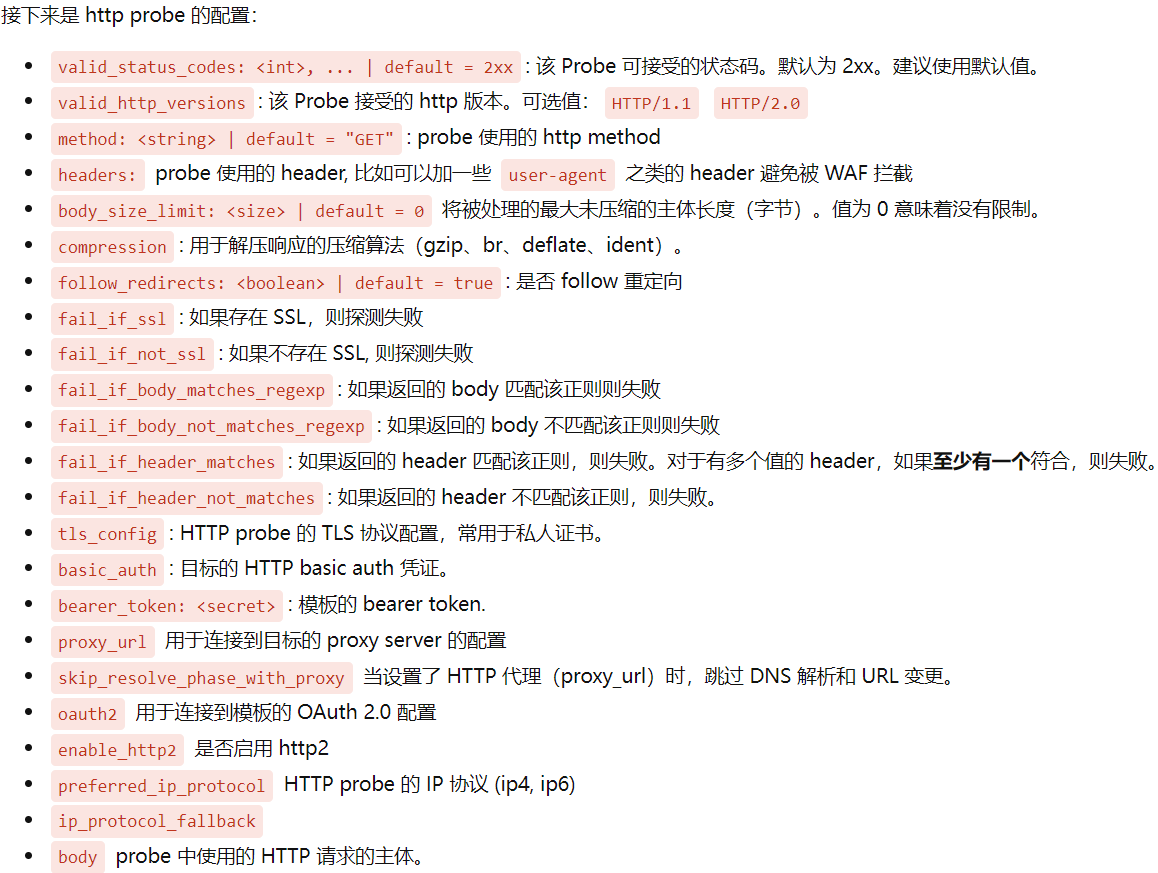 接下来是 http probe 的配置：
valid_status_codes: <int>, ... | default = 2xx : 该 Probe 可接受的状态码。默认为 2xx。建议使用默认值。
valid_http_versions : 该 Probe 接受的 http 版本。可选值： HTTP/1.1 HTTP/2.0
method: <string> | default = "GET" : probe 使用的 http method
headers: probe 使用的 header, 比如可以加一些 user-agent 之类的 header 避免被 WAF 拦截
body_size_limit: <size> | default = 0 将被处理的最大未压缩的主体长度（字节）。值为 0 意味着没有限制。
compression : 用于解压响应的压缩算法（gzip、br、deflate、ident）。
follow_redirects: <boolean> | default = true : 是否 follow 重定向
fail_if_ssl : 如果存在 SSL，则探测失败
fail_if_not_ssl : 如果不存在 SSL, 则探测失败
fail_if_body_matches_regexp : 如果返回的 body 匹配该正则则失败
fail_if_body_not_matches_regexp : 如果返回的 body 不匹配该正则则失败
fail_if_header_matches : 如果返回的 header 匹配该正则，则失败。对于有多个值的 header，如果至少有一个符合，则失败。
fail_if_header_not_matches : 如果返回的 header 不匹配该正则，则失败。
tls_config : HTTP probe 的 TLS 协议配置，常用于私人证书。
basic_auth : 目标的 HTTP basic auth 凭证。
bearer_token: <secret> : 模板的 bearer token.
proxy_url 用于连接到目标的 proxy server 的配置
skip_resolve_phase_with_proxy 当设置了 HTTP 代理（proxy_url）时，跳过 DNS 解析和 URL 变更。
oauth2 用于连接到模板的 OAuth 2.0 配置
enable_http2 是否启用 http2
preferred_ip_protocol HTTP probe 的 IP 协议 (ip4, ip6)
ip_protocol_fallback
body probe 中使用的 HTTP 请求的主体。